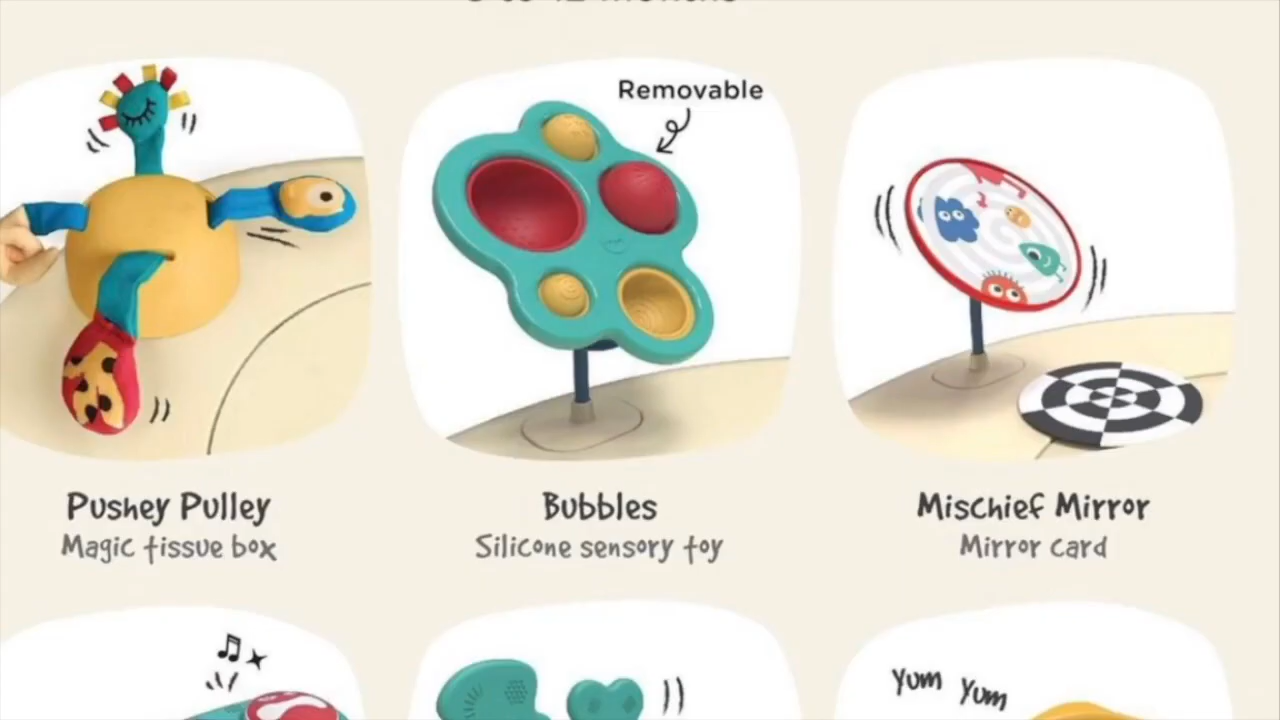 Removable
Pushey Pulley
Magic tissue box
Bubbles
Silicone sensory toy
Mischief Mirror
Mirror card
Yum Yum